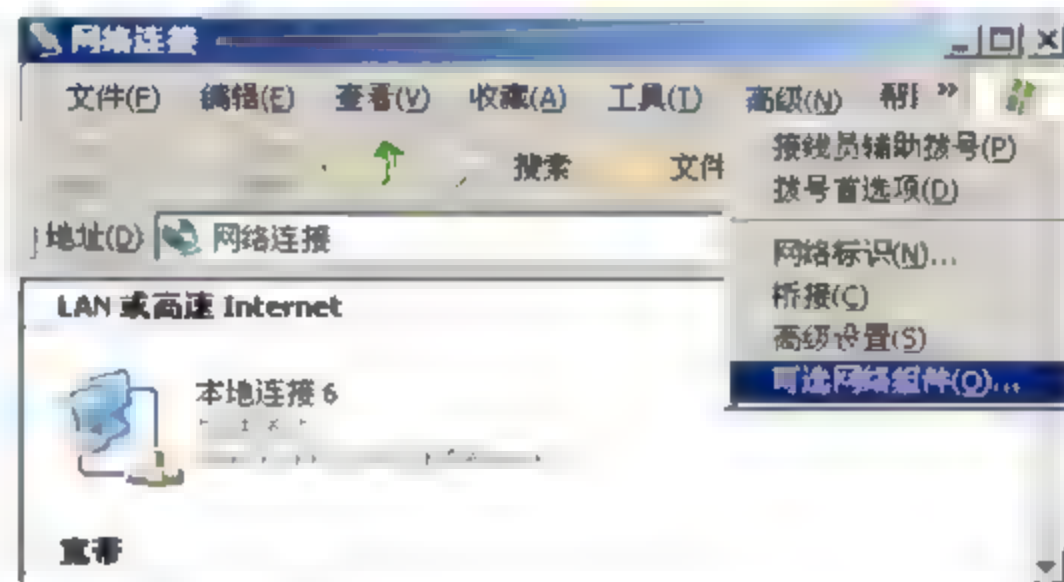 网络连接
文件(F) 编辑(E) 查看(V) 收藏(A) 工具(T) 高级(N) 帮 »
搜索 文件
接线员辅助拨号(P)
拨号首选项(D)
地址(D) 网络连接
网络标识(N)...
桥接(C)
高级设置(S)
可选网络组件(O)...
LAN 或高速 Internet
本地连接 6
宽带